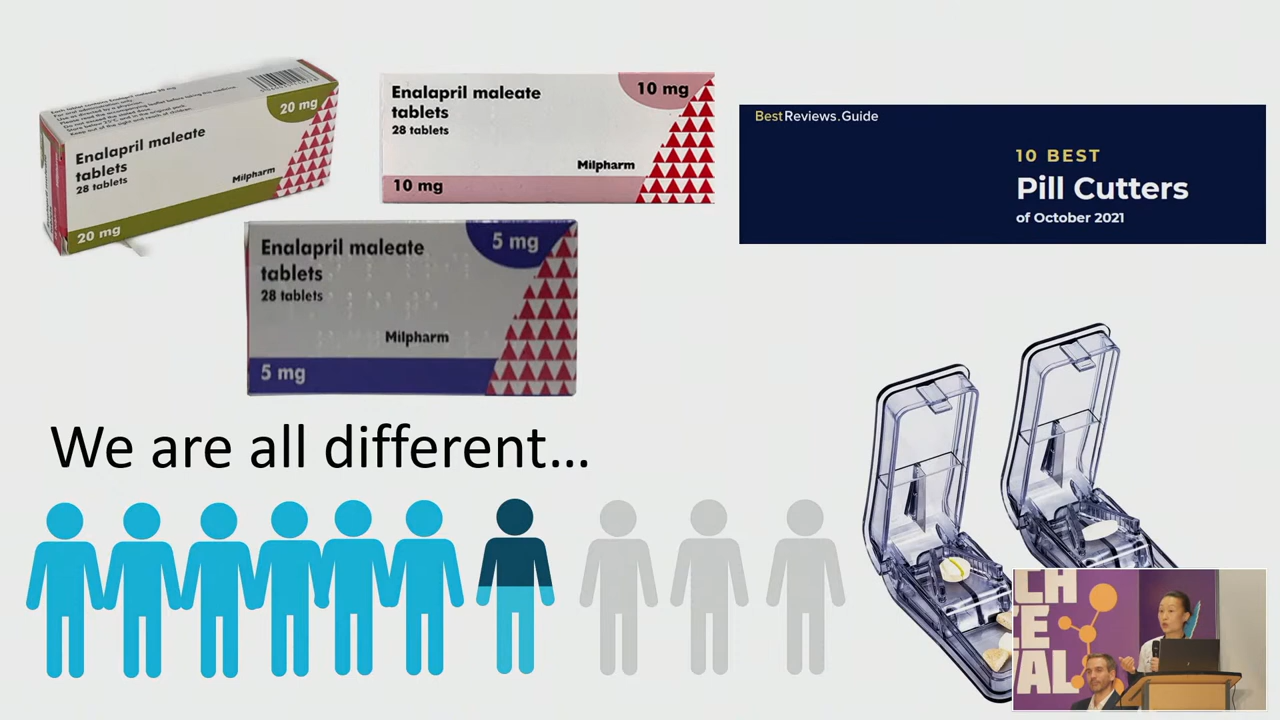 20 mg
Enalapril maleate
tablets
28 tablets
Milpharm
20 mg
Enalapril maleate
tablets
28 tablets
10 mg
Milpharm
10 mg
BestReviews.Guide
10 BEST
Pill Cutters
of October 2021
Enalapril maleate
tablets
28 tablets
5 mg
Milpharm
5 mg
We are all different...